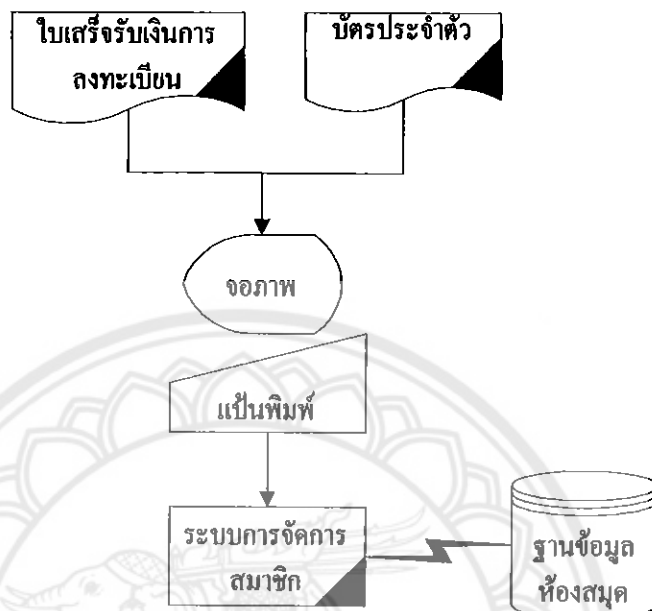 ใบเสร็จรับเงินการ
ลงทะเบียน
บัตรประจำตัว
จอภาพ
แป้นพิมพ์
ระบบการจัดการ
สมาชิก
ฐานข้อมูล
ห้องสมุด